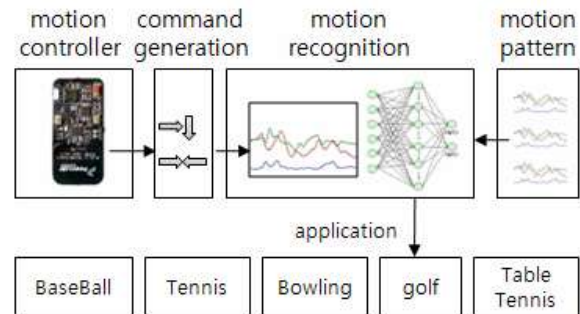 motion
controller
command
generation
motion
recognition
motion
pattern
application
BaseBall
Tennis
Bowling
golf
Table
Tennis